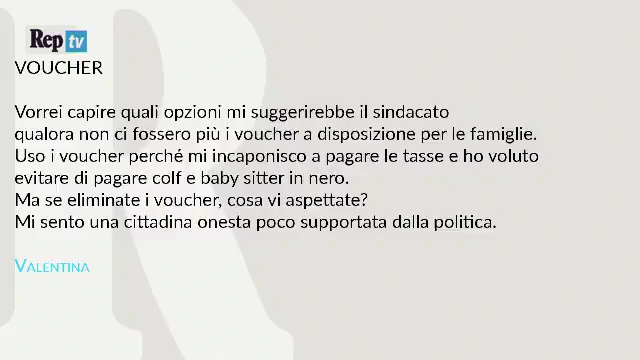 Rep tv
VOUCHER
Vorrei capire quali opzioni mi suggerirebbe il sindacato
qualora non ci fossero più i voucher a disposizione per le famiglie.
Uso i voucher perché mi incaponisco a pagare le tasse e ho voluto
evitare di pagare colf e baby sitter in nero.
Ma se eliminate i voucher, cosa vi aspettate?
Mi sento una cittadina onesta poco supportata dalla politica.
VALENTINA